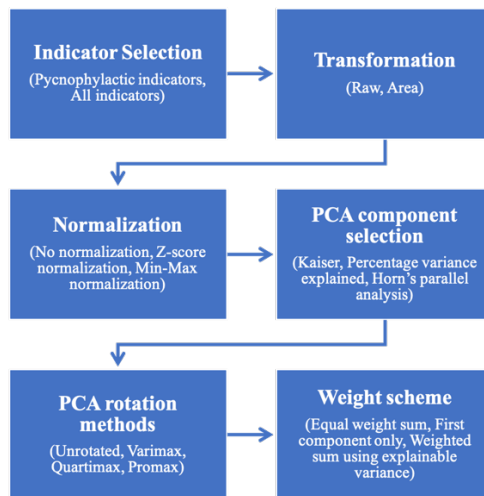 Indicator Selection
(Pycnophylactic indicators,
All indicators)
Transformation
(Raw, Area)
Normalization
(No normalization, Z-score
normalization, Min-Max
normalization)
PCA component
selection
(Kaiser, Percentage variance
explained, Horn's parallel
analysis)
PCA rotation
methods
(Unrotated, Varimax,
Quartimax, Promax)
Weight scheme
(Equal weight sum, First
component only, Weighted
sum using explainable
variance)